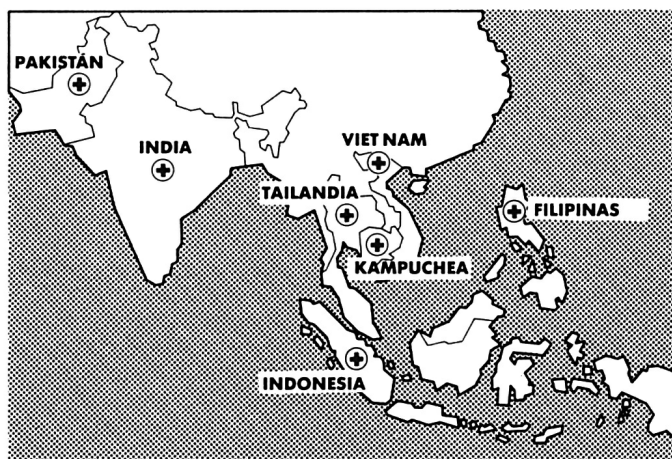 PAKISTÁN
INDIA
VIET NAM
TAILANDIA
FILIPINAS
KAMPUCHEA
INDONESIA